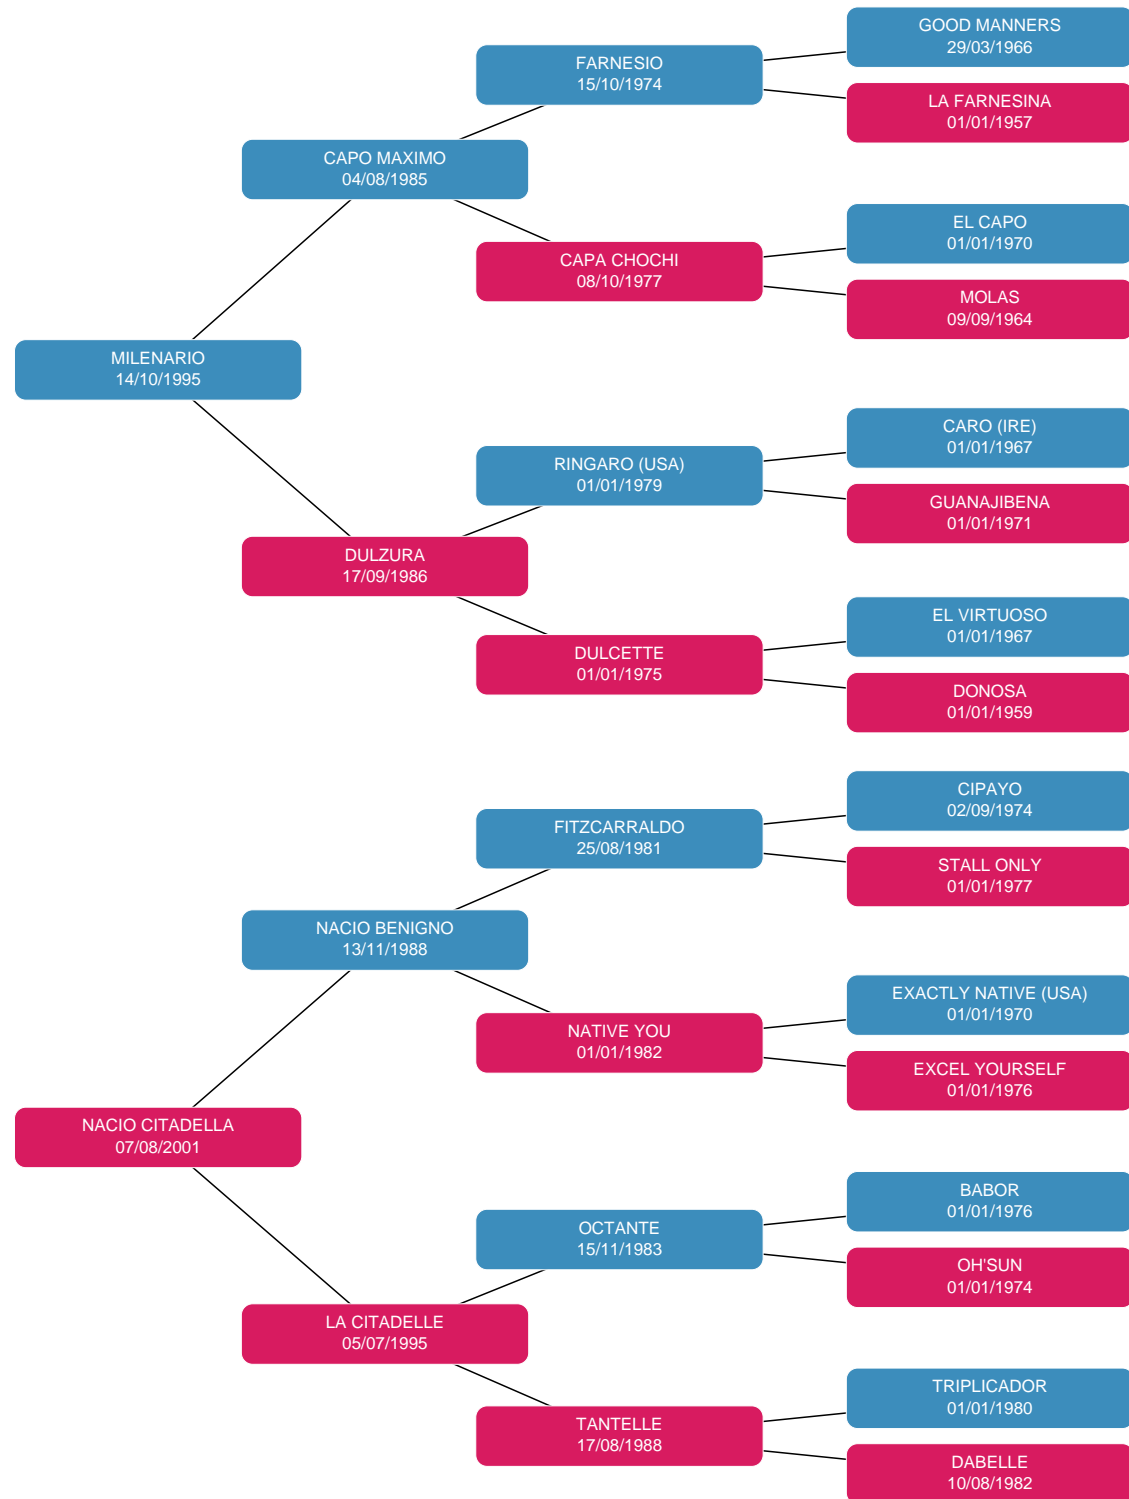 GOOD MANNERS
29/03/1966
FARNESIO
15/10/1974
LA FARNESINA
01/01/1957
CAPO MAXIMO
04/08/1985
EL CAPO
01/01/1970
CAPA CHOCHI
08/10/1977
MOLAS
09/09/1964
MILENARIO
14/10/1995
CARO (IRE)
01/01/1967
RINGARO (USA)
01/01/1979
GUANAJIBENA
01/01/1971
DULZURA
17/09/1986
EL VIRTUOSO
01/01/1967
DULCETTE
01/01/1975
DONOSA
01/01/1959
CIPAYO
02/09/1974
FITZCARRALDO
25/08/1981
STALL ONLY
01/01/1977
NACIO BENIGNO
13/11/1988
EXACTLY NATIVE (USA)
01/01/1970
NATIVE YOU
01/01/1982
EXCEL YOURSELF
01/01/1976
NACIO CITADELLA
07/08/2001
BABOR
01/01/1976
OCTANTE
15/11/1983
OH'SUN
01/01/1974
LA CITADELLE
05/07/1995
TRIPLICADOR
01/01/1980
TANTELLE
17/08/1988
DABELLE
10/08/1982